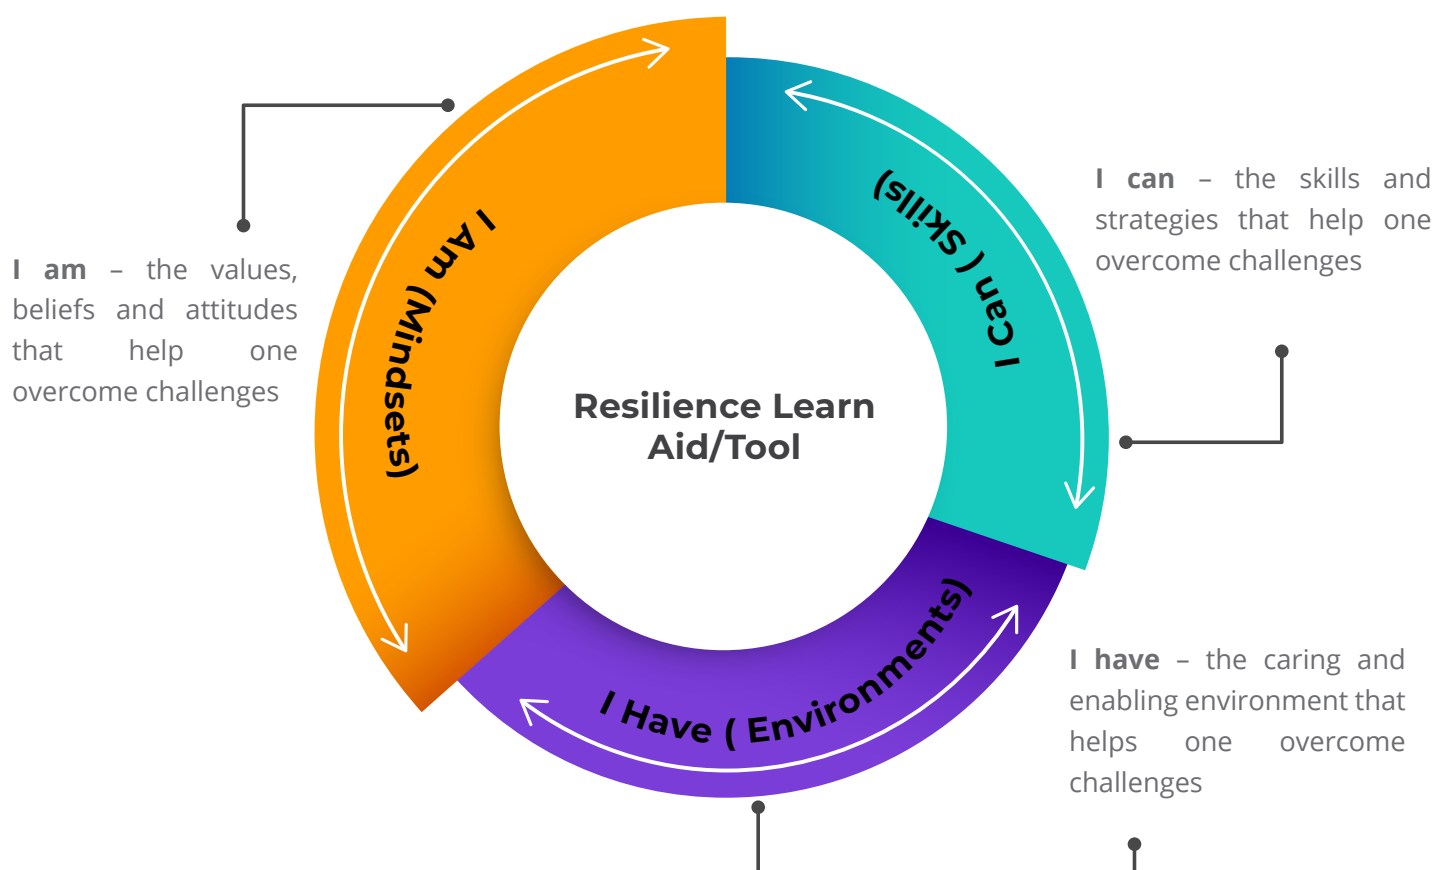 I Am (Mindsets)
I Can ( Skills)
I can – the skills and
strategies that help one
overcome challenges
I am – the values,
beliefs and attitudes
that help one
overcome challenges
Resilience Learn
Aid/Tool
I Have ( Environments)
I have – the caring and
enabling environment that
helps one overcome
challenges